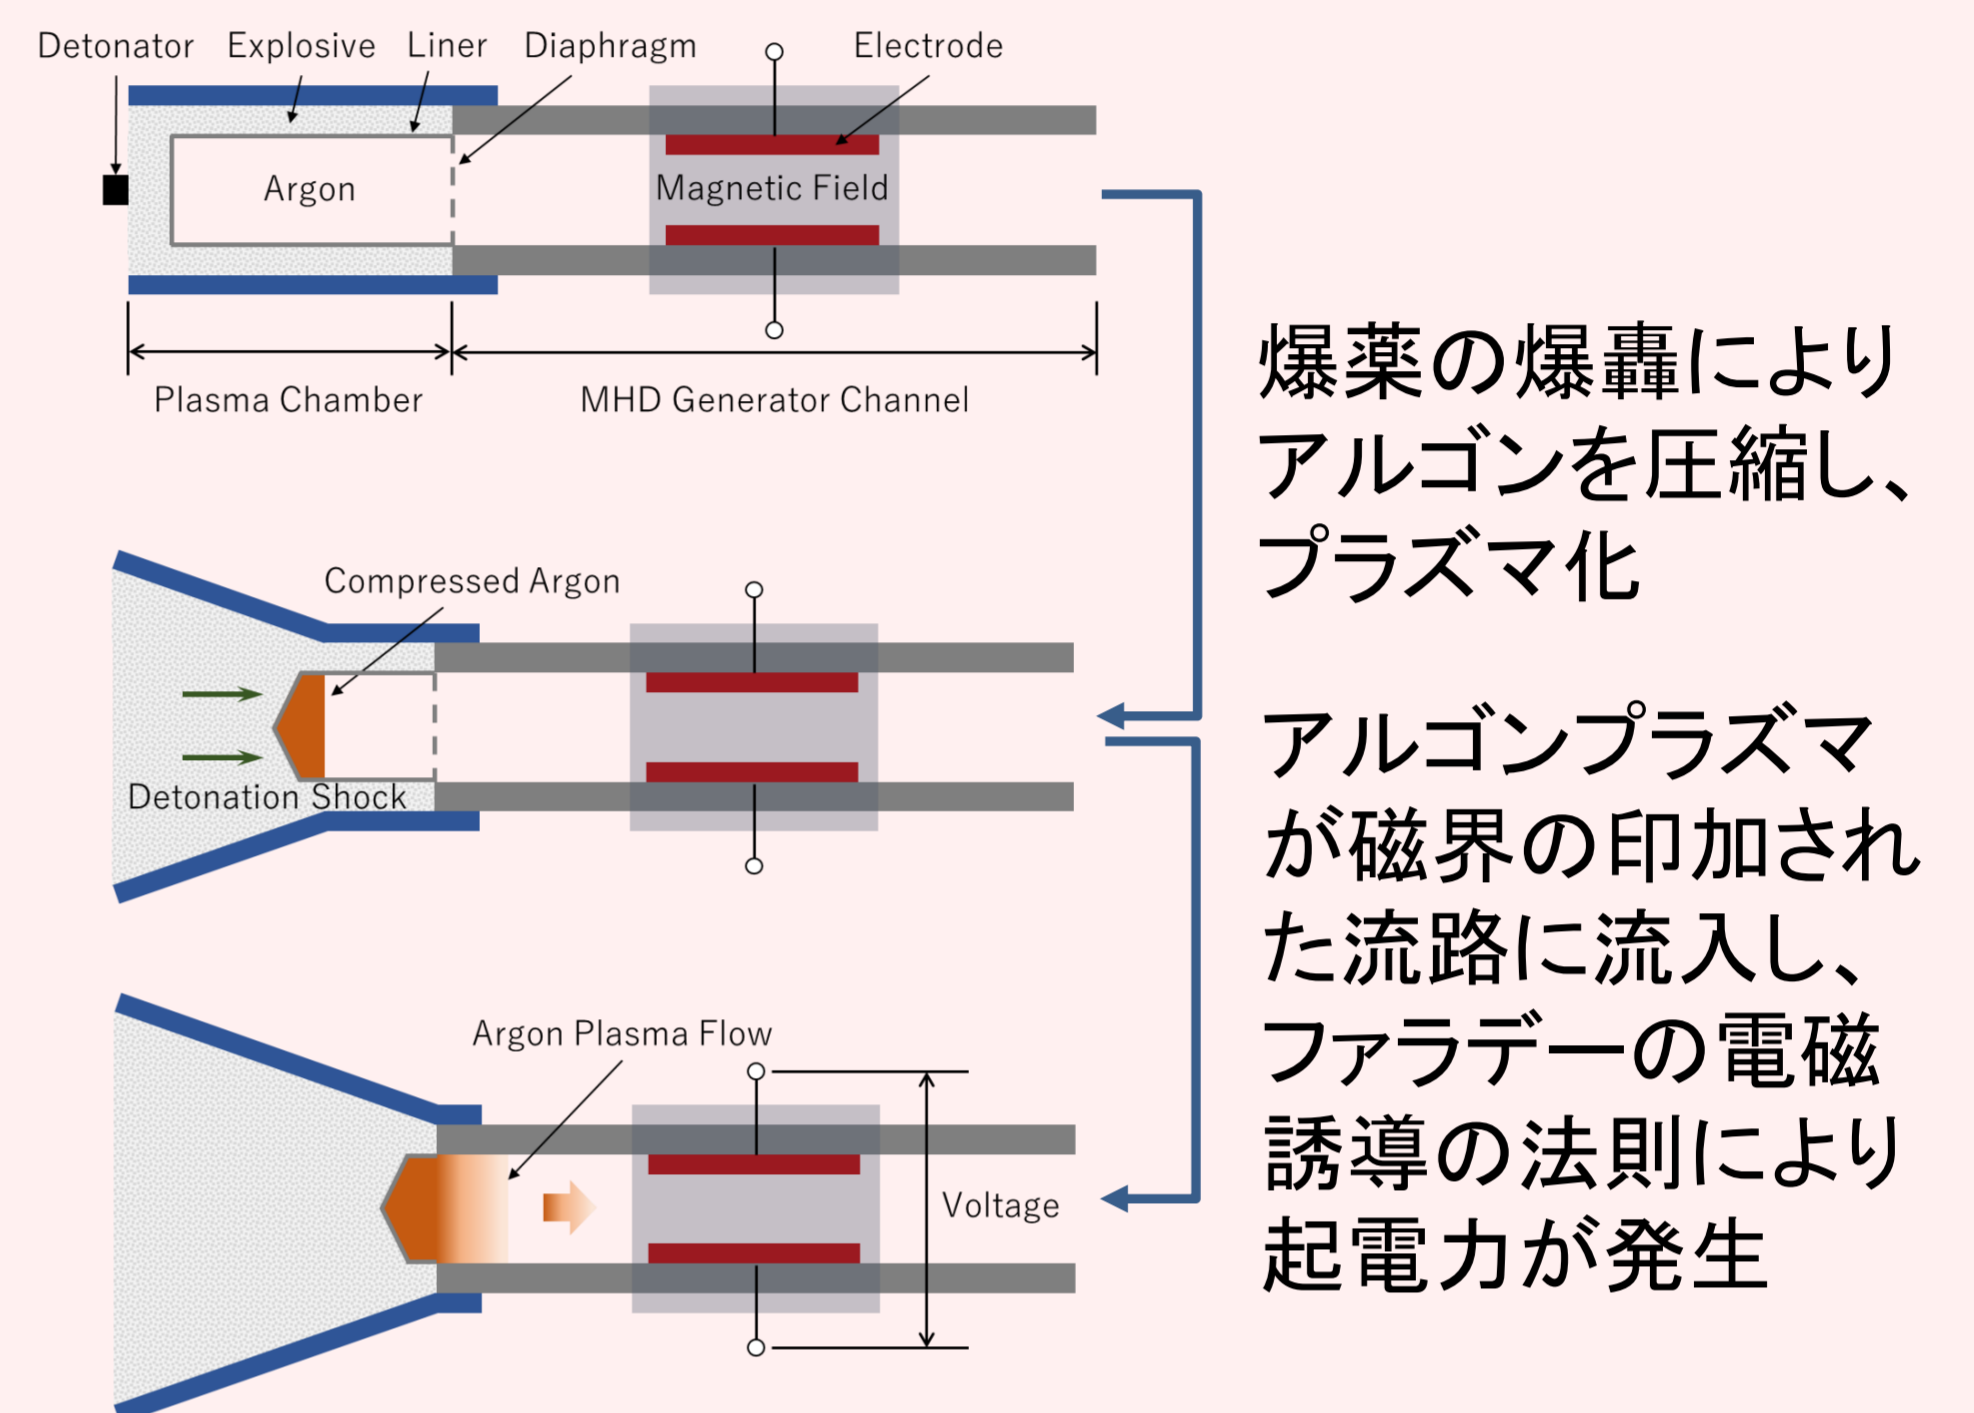 Detonator
Explosive
Liner
Diaphragm
Electrode
Argon
Magnetic Field
Plasma Chamber
MHD Generator Channel
爆薬の爆轟により
アルゴンを圧縮し、
プラズマ化
Compressed Argon
Detonation Shock
アルゴンプラズマ
が磁界の印加され
た流路に流入し、
ファラデーの電磁
誘導の法則により
起電力が発生
Argon Plasma Flow
Voltage